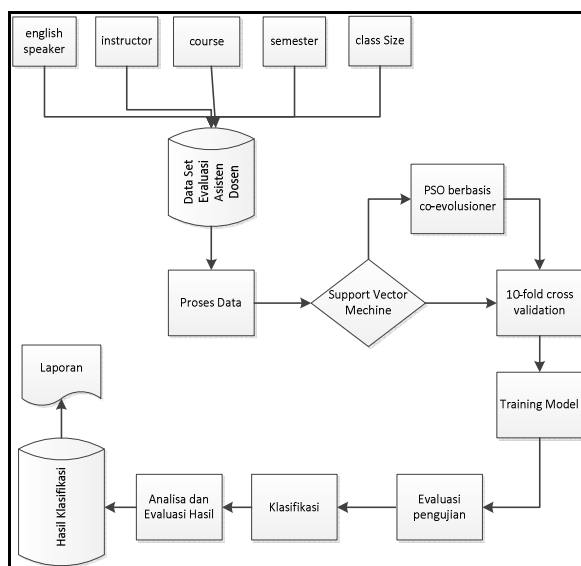 english
speaker
instructor
course
semester
class Size
Data Set
Evaluasi
Asisten
Dosen
PSO berbasis
co-evolusioner
Proses Data
Support Vector
Mechine
10-fold cross
validation
Laporan
Training Model
Hasil Klasifikasi
Analisa dan
Evaluasi Hasil
Klasifikasi
Evaluasi
pengujian